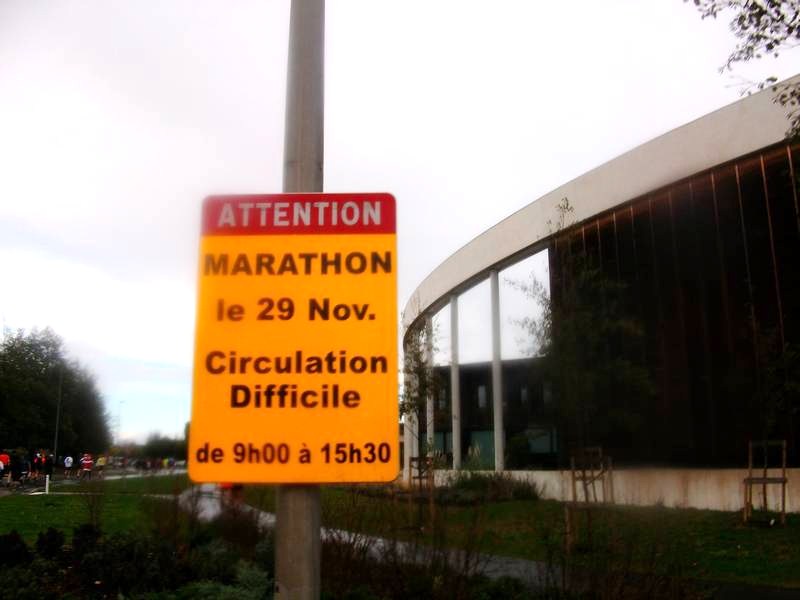 ATTENTION
MARATHON
le 29 Nov.
Circulation
Difficile
de 9h00 à 15h30